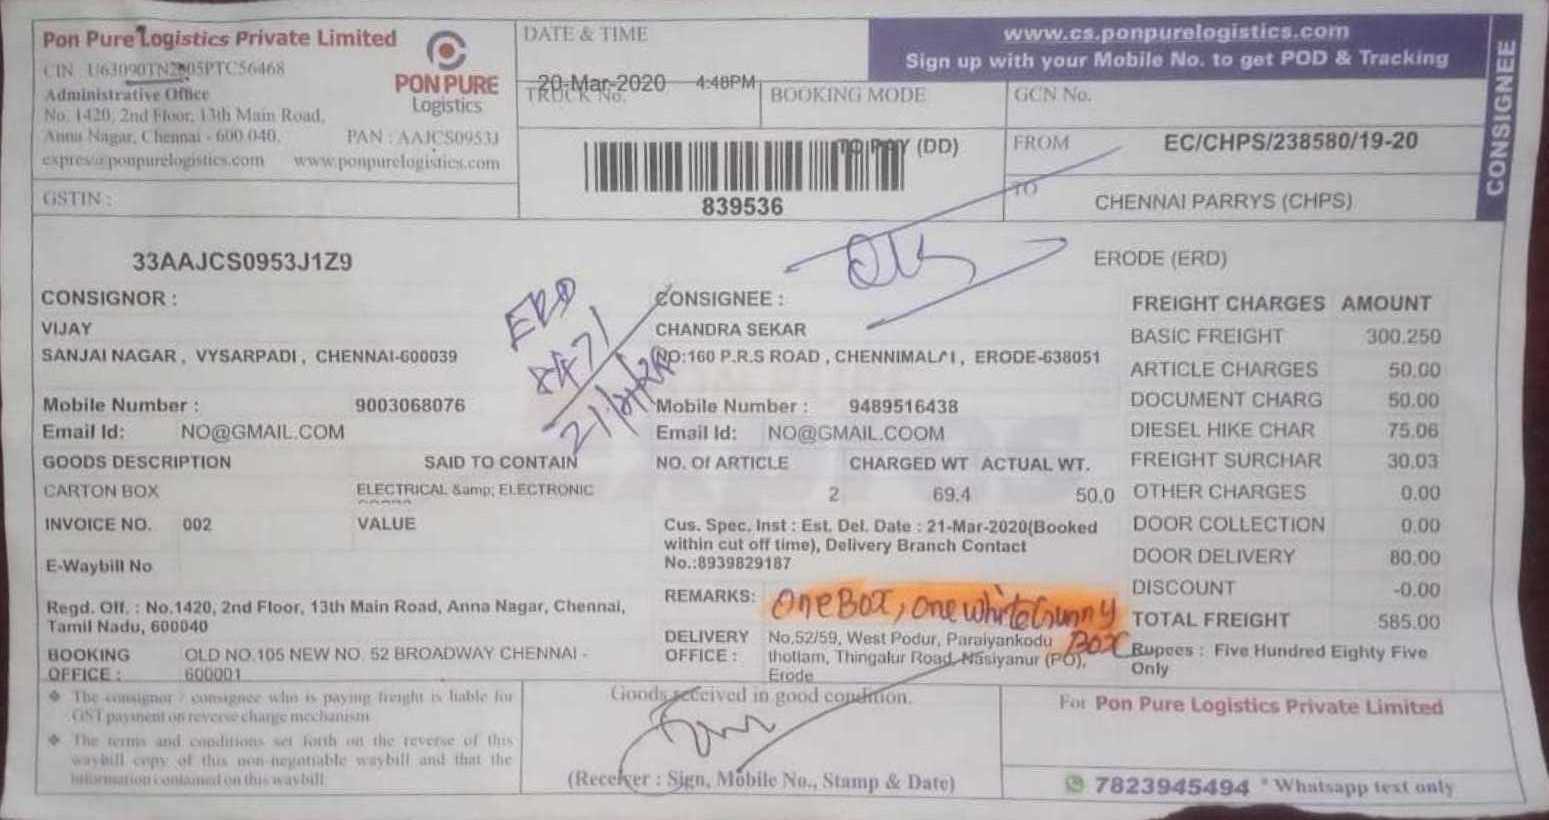 Pon Pure Logistics Private Limited
CIN U63090TN2005PTC56468
Administrative Office
No. 1420, 2nd Floor, 13th Main Road,
Anna Nagar, Chennai - 600 040.
PAN : AAJCS0953J
expres@ponpurelogistics.com www.ponpurelogistics.com
PON PURE
Logistics
GSTIN :
33AAJCS0953J1Z9
DATE & TIME
20-Mar-2020 4:48PM
TRUCK No.
BOOKING MODE
TO PAY (DD)
839536
www.cs.ponpurelogistics.com
Sign up with your Mobile No. to get POD & Tracking
GCN No.
EC/CHPS/238580/19-20
FROM
CHENNAI PARRYS (CHPS)
TO
ERODE (ERD)
CONSIGNEE
CONSIGNOR :
VIJAY
SANJAI NAGAR , VYSARPADI , CHENNAI-600039
Mobile Number : 9003068076
Email Id: NO@GMAIL.COM
ERD
CONSIGNEE :
CHANDRA SEKAR
NO:160 P.R.S ROAD , CHENNIMALAI , ERODE-638051
Mobile Number : 9489516438
Email Id: NO@GMAIL.COOM
GOODS DESCRIPTION SAID TO CONTAIN NO. Of ARTICLE CHARGED WT ACTUAL WT.
CARTON BOX ELECTRICAL &amp; ELECTRONIC 2 69.4 50.0
INVOICE NO. 002 VALUE
E-Waybill No
Cus. Spec. Inst : Est. Del. Date : 21-Mar-2020(Booked
within cut off time), Delivery Branch Contact
No.:8939829187
REMARKS: One Box, one white Gunny
BOX
Regd. Off. : No.1420, 2nd Floor, 13th Main Road, Anna Nagar, Chennai,
Tamil Nadu, 600040
BOOKING OFFICE : OLD NO.105 NEW NO. 52 BROADWAY CHENNAI -
600001
DELIVERY OFFICE : No,52/59, West Podur, Paraiyankodu
thottam, Thingalur Road, Nasiyanur (PO),
Erode
FREIGHT CHARGES AMOUNT
BASIC FREIGHT 300.250
ARTICLE CHARGES 50.00
DOCUMENT CHARG 50.00
DIESEL HIKE CHAR 75.06
FREIGHT SURCHAR 30.03
OTHER CHARGES 0.00
DOOR COLLECTION 0.00
DOOR DELIVERY 80.00
DISCOUNT -0.00
TOTAL FREIGHT 585.00
Rupees : Five Hundred Eighty Five
Only
The consignor / consignee who is paying freight is liable for
GST payment on reverse charge mechanism
The terms and conditions set forth on the reverse of this
waybill copy of this non-negotiable waybill and that the
information contained on this waybill
Goods received in good condition.
(Receiver : Sign, Mobile No., Stamp & Date)
For Pon Pure Logistics Private Limited
7823945494 * Whatsapp text only